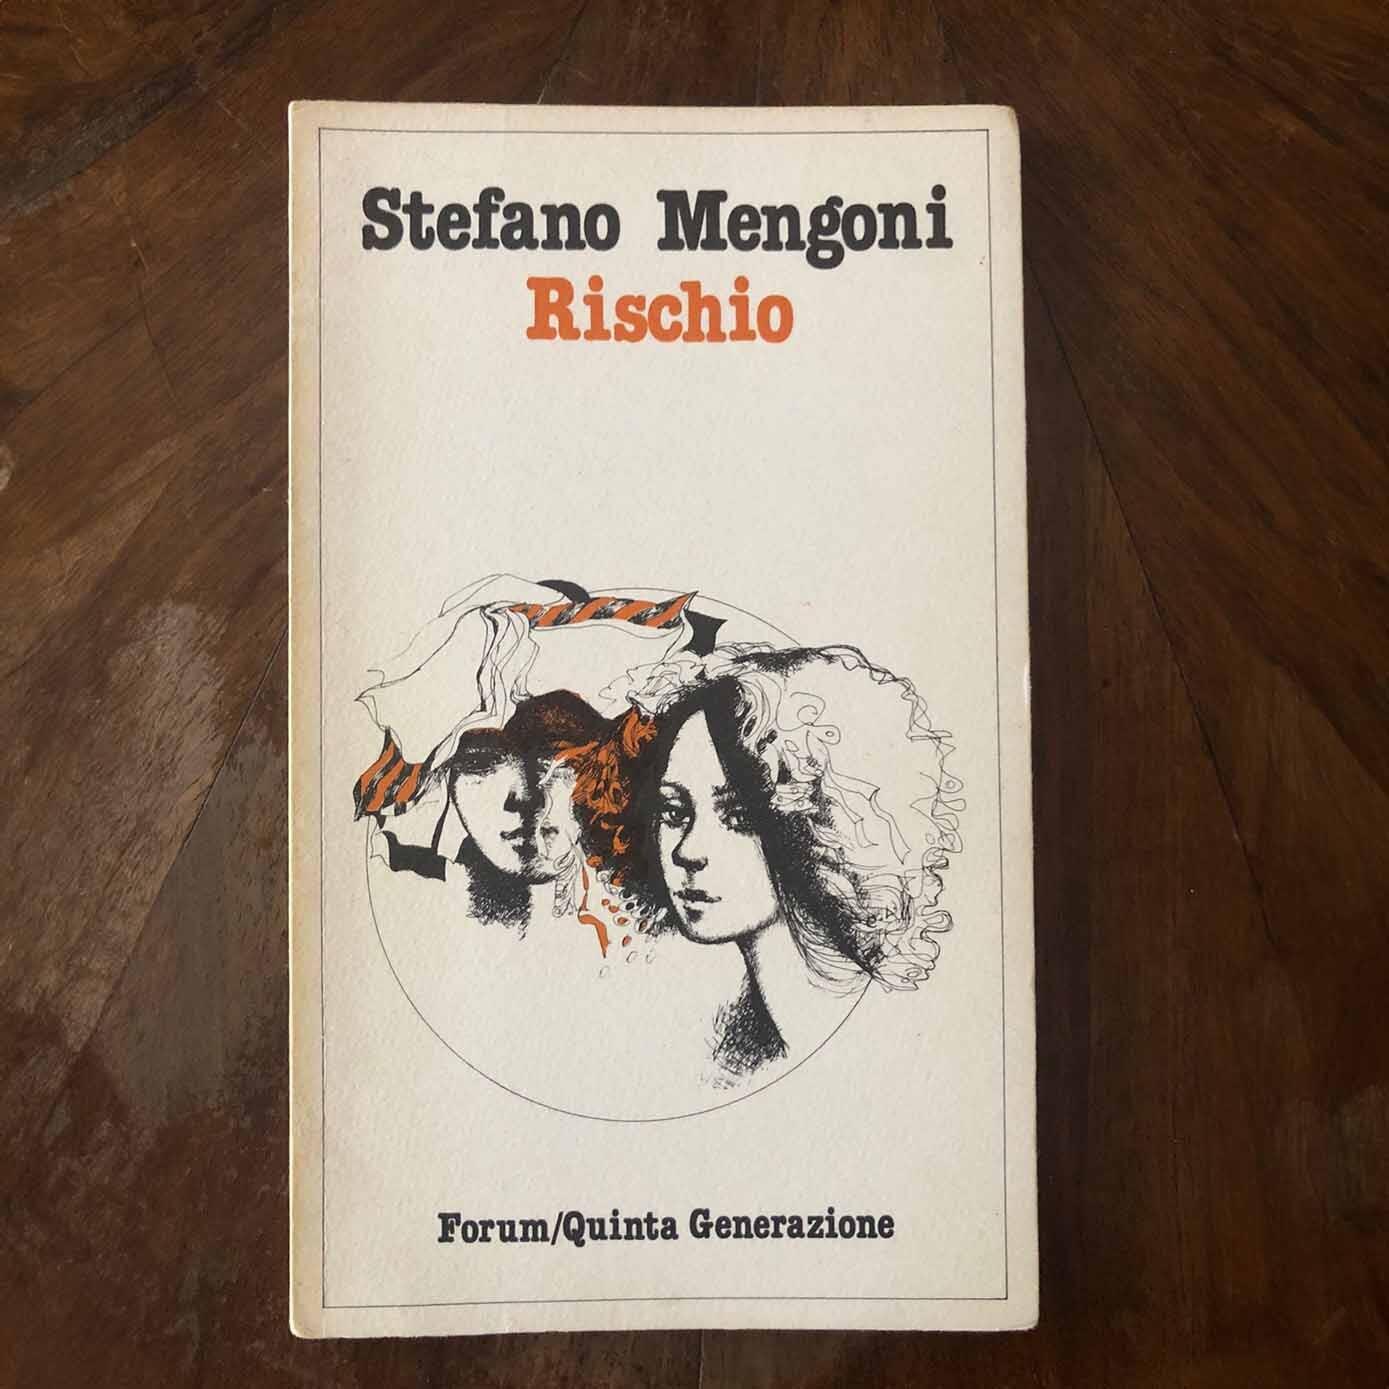 Stefano Mengoni
Rischio
Forum/Quinta Generazione